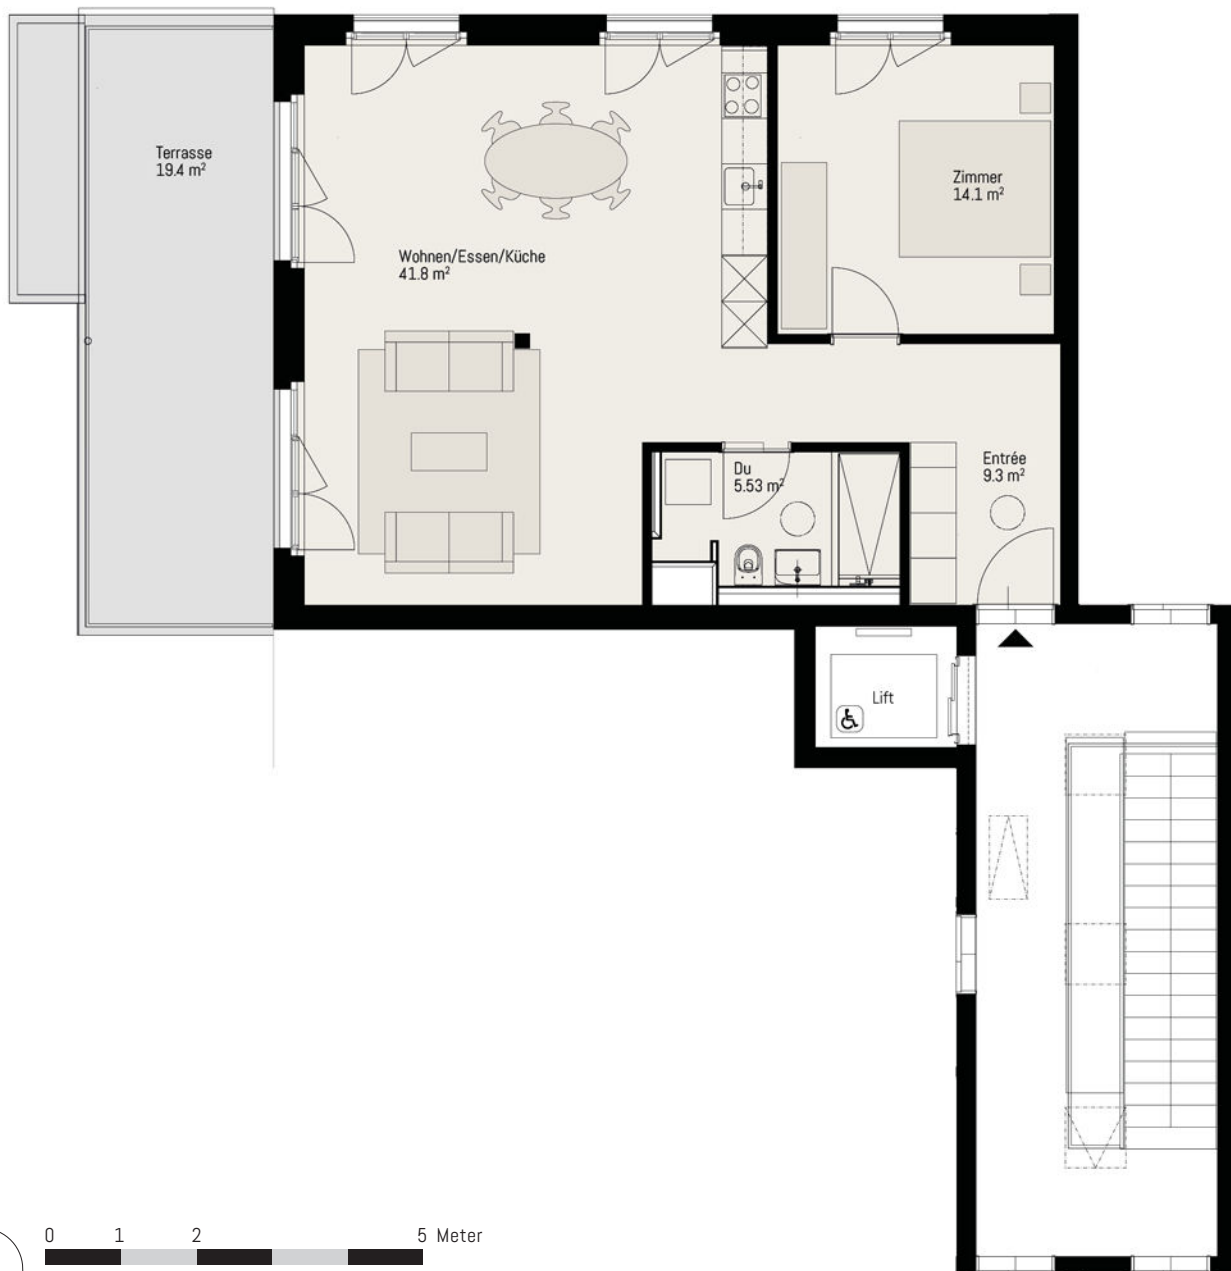 Terrasse
19.4 m²
Zimmer
14.1 m²
Wohnen/Essen/Küche
41.8 m²
Du
5.53 m²
Entrée
9.3 m²
Lift
0 1 2 5 Meter